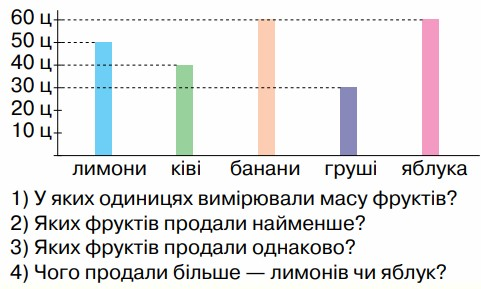 60 ц
50 ц
40 ц
30 ц
20 ц
10 ц
лимони ківі банани груші яблука
1) У яких одиницях вимірювали масу фруктів?
2) Яких фруктів продали найменше?
3) Яких фруктів продали однаково?
4) Чого продали більше — лимонів чи яблук?